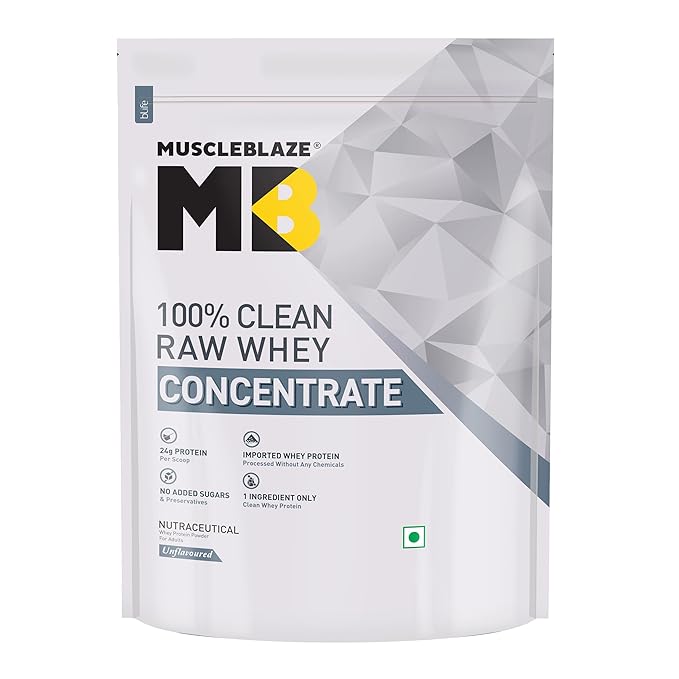 bLife
MUSCLEBLAZE®
MB
100% CLEAN
RAW WHEY
CONCENTRATE
24g PROTEIN
Per Scoop
IMPORTED WHEY PROTEIN
Processed Without Any Chemicals
NO ADDED SUGARS
& Preservatives
1 INGREDIENT ONLY
Clean Whey Protein
NUTRACEUTICAL
Whey Protein Powder
For Adults
Unflavoured